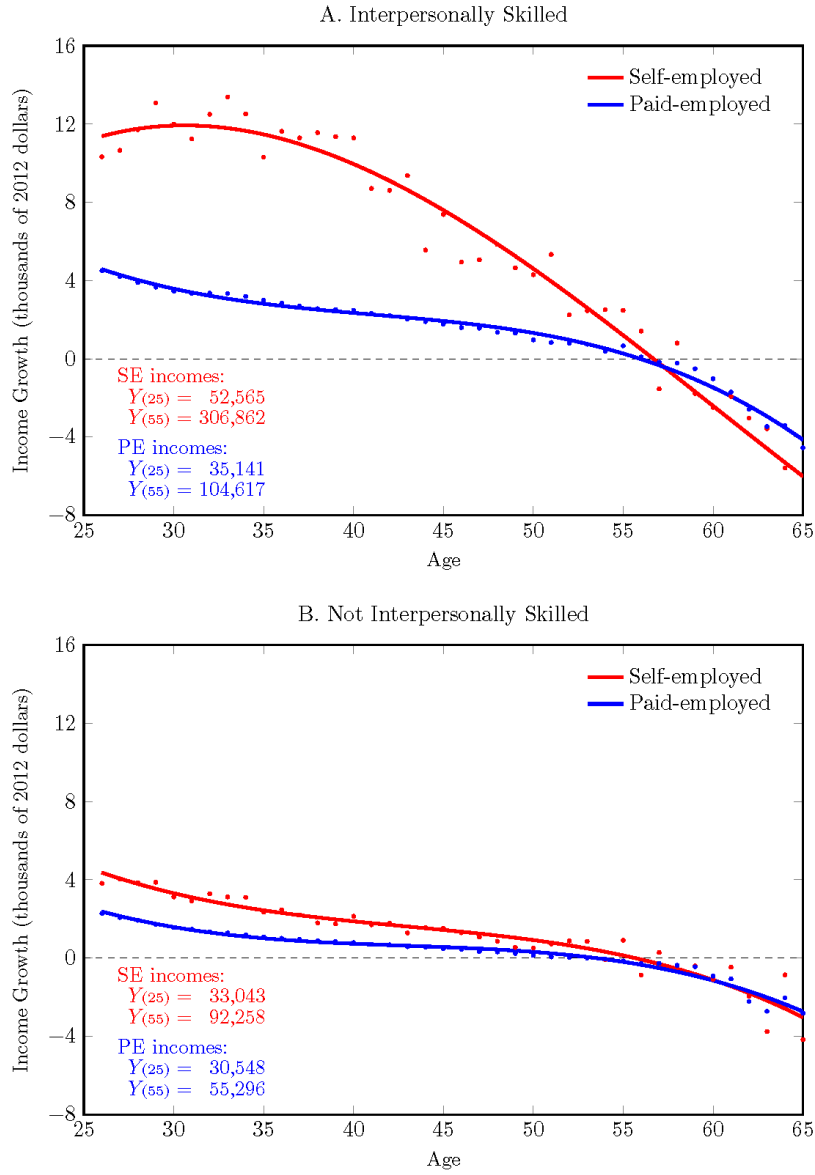 A. Interpersonally Skilled
16
12
8
4
0
−4
−8
Income Growth (thousands of 2012 dollars)
Self-employed
Paid-employed
SE incomes:
Y(25) = 52,565
Y(55) = 306,862
PE incomes:
Y(25) = 35,141
Y(55) = 104,617
25 30 35 40 45 50 55 60 65
Age
B. Not Interpersonally Skilled
16
12
8
4
0
−4
−8
Income Growth (thousands of 2012 dollars)
Self-employed
Paid-employed
SE incomes:
Y(25) = 33,043
Y(55) = 92,258
PE incomes:
Y(25) = 30,548
Y(55) = 55,296
25 30 35 40 45 50 55 60 65
Age